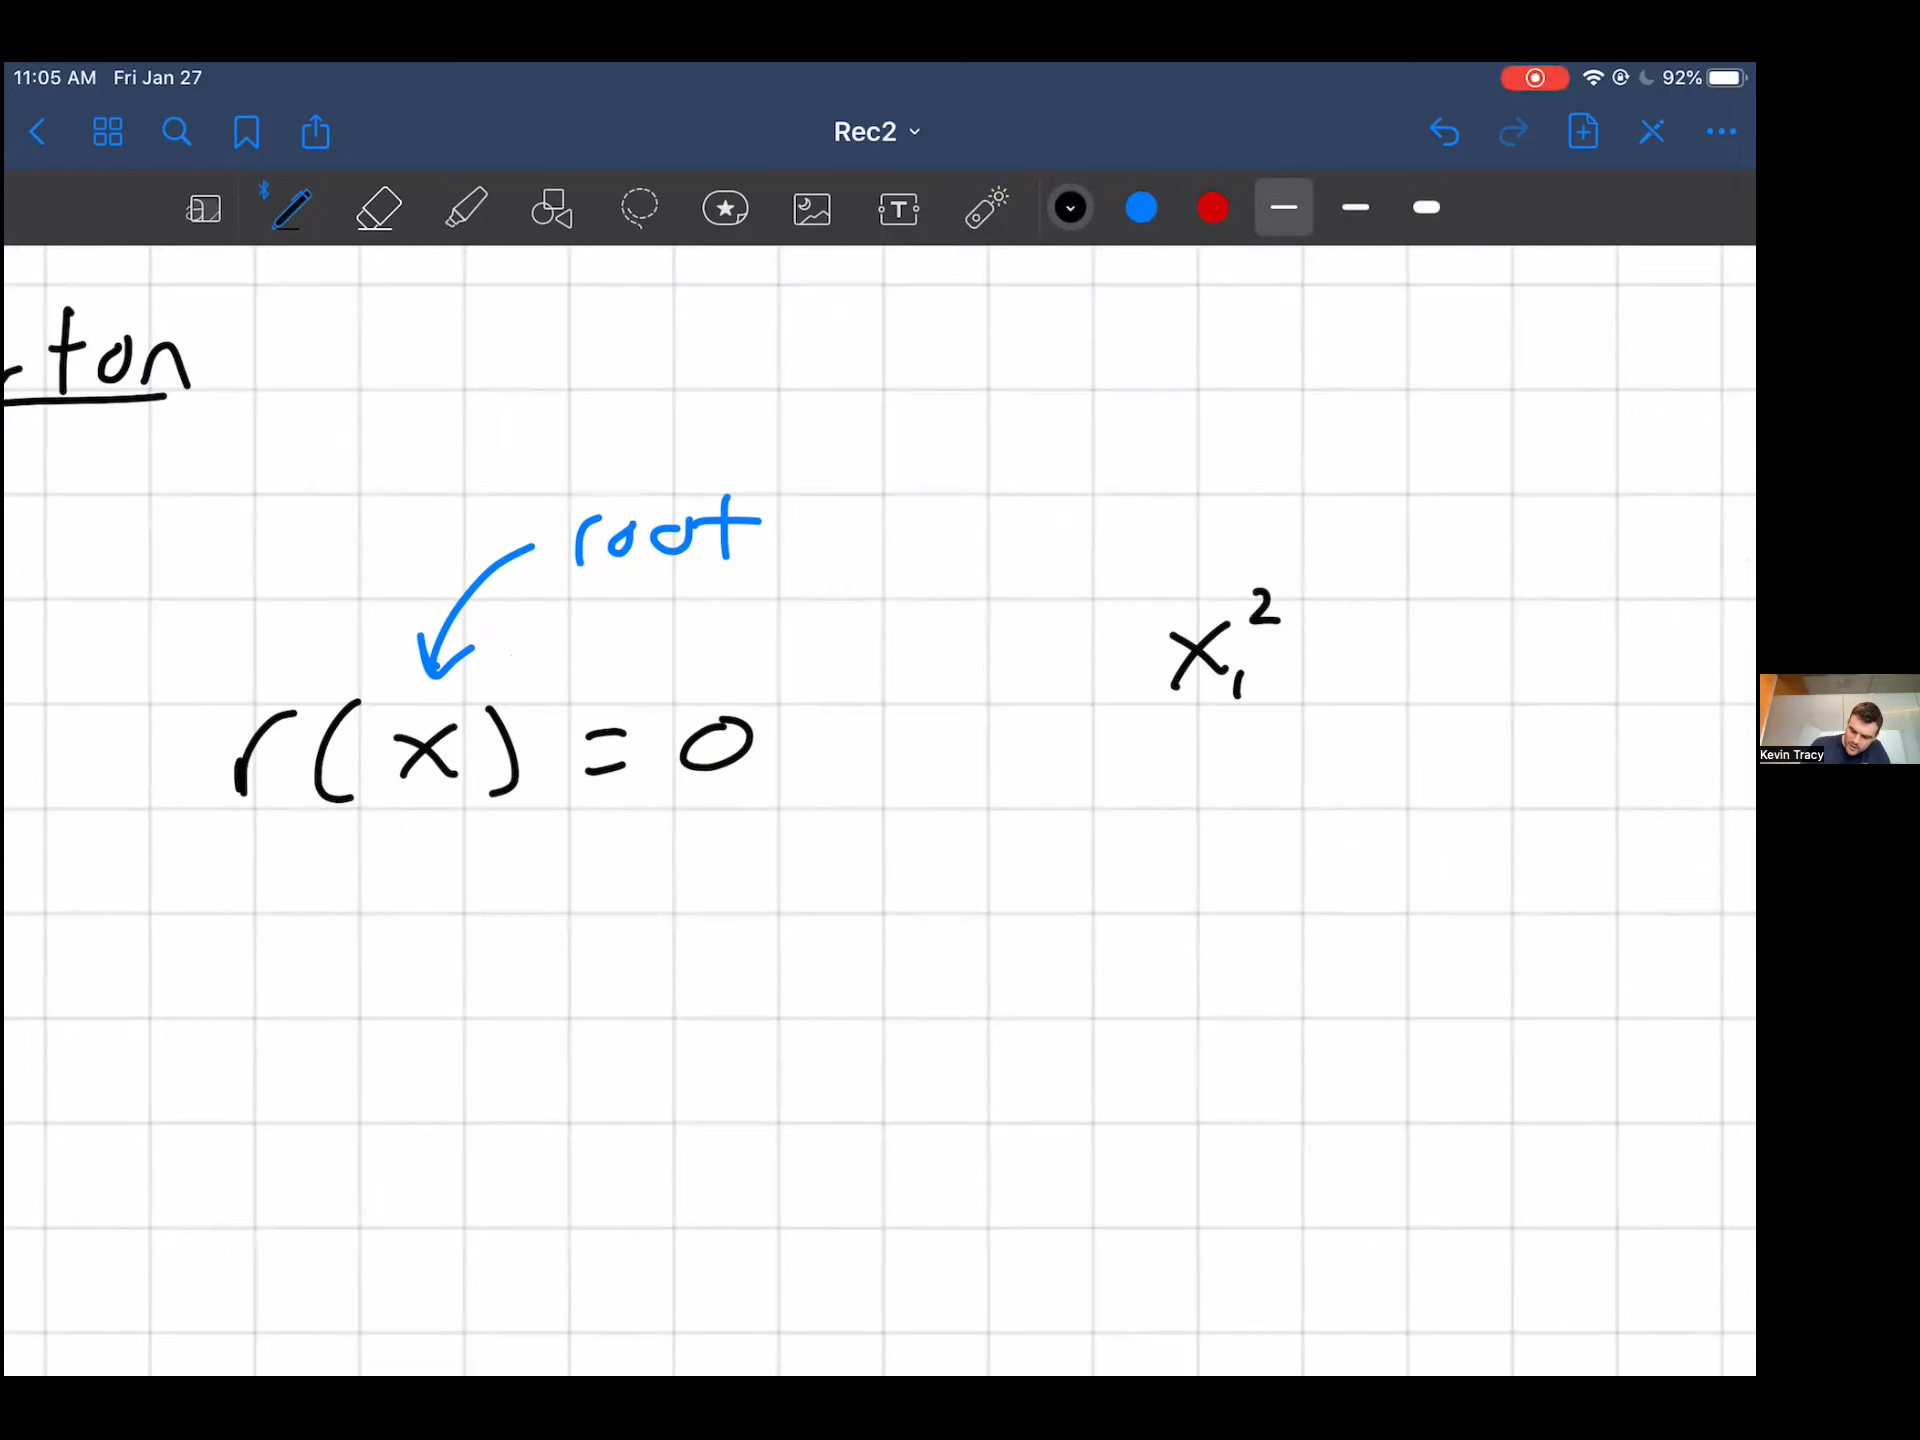 11:05 AM Fri Jan 27
92%
Rec2
T
ton
root
x₁²
r(x) = 0
Kevin Tracy